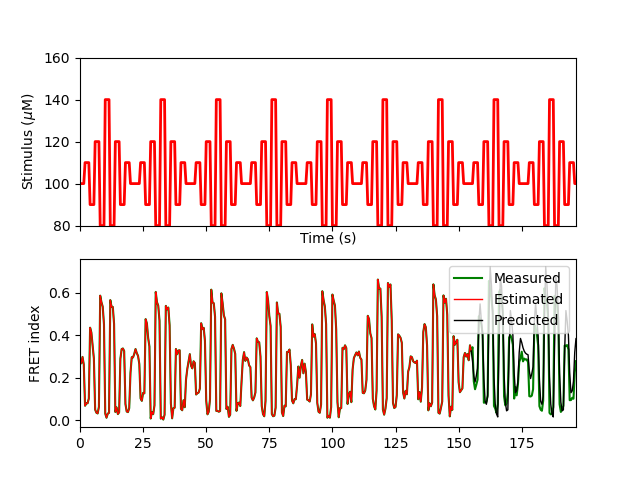 160
140
120
100
80
Stimulus (μM)
Time (s)
0.6
0.4
0.2
0.0
FRET index
Measured
Estimated
Predicted
0 25 50 75 100 125 150 175